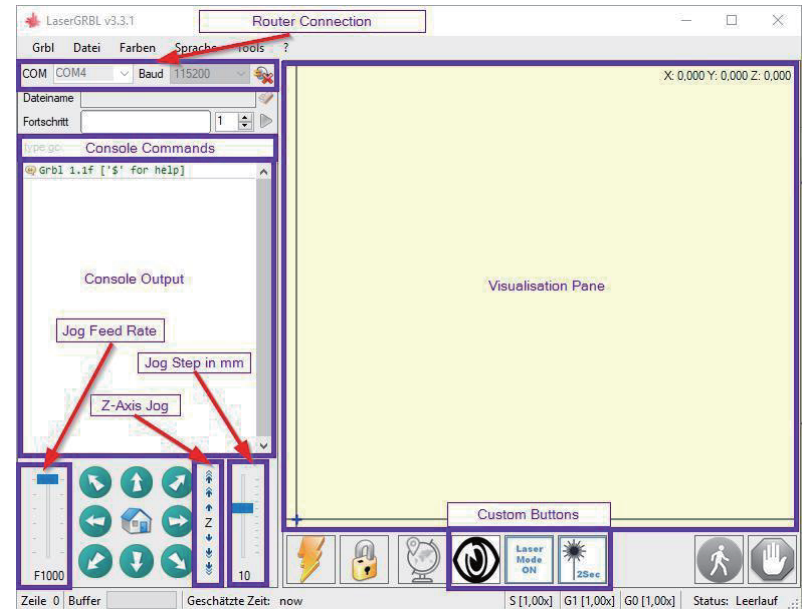 LaserGRBL v3.3.1
Router Connection
Grbl Datei Farben Sprache Tools ?
COM COM4 Baud 115200
X: 0,000 Y: 0,000 Z: 0,000
Dateiname
Fortschritt 1
type gc Console Commands
Grbl 1.1f ['$' for help]
Console Output
Visualisation Pane
Jog Feed Rate
Jog Step in mm
Z-Axis Jog
Custom Buttons
Z
Laser
Mode
ON
2Sec
F1000
10
Zeile 0 Buffer Geschätzte Zeit: now S [1,00x] G1 [1,00x] G0 [1,00x] Status: Leerlauf